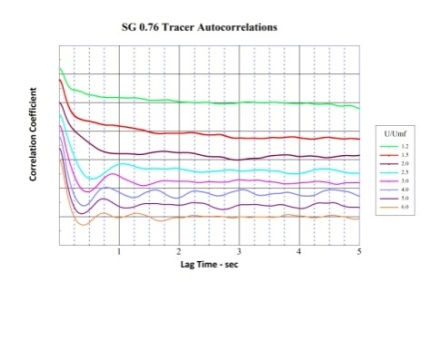 SG 0.76 Tracer Autocorrelations
Correlation Coefficient
U/Umf
1.2
1.5
2.0
2.5
3.0
4.0
5.0
6.0
1 2 3 4 5
Lag Time - sec